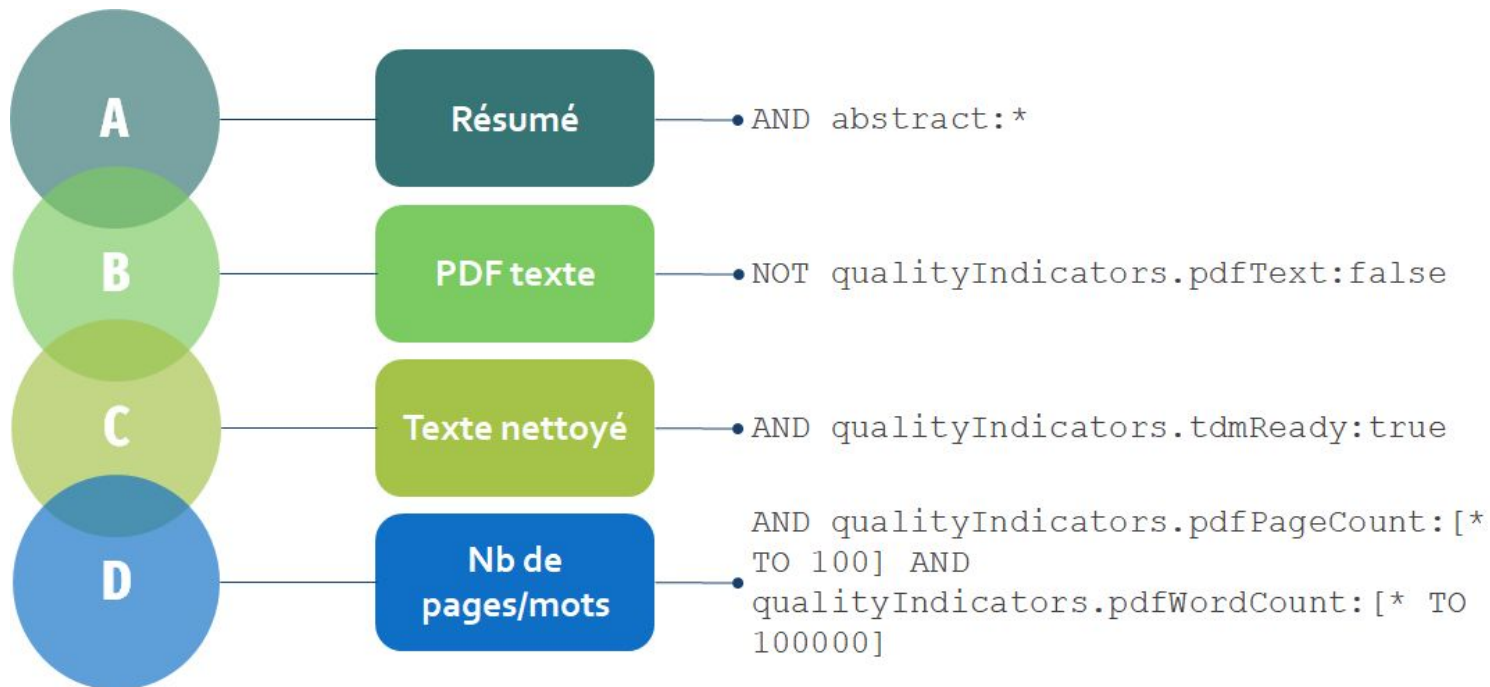 A
Résumé
AND abstract:*
B
PDF texte
NOT qualityIndicators.pdfText:false
C
Texte nettoyé
AND qualityIndicators.tdmReady:true
D
Nb de
pages/mots
AND qualityIndicators.pdfPageCount:[*
TO 100] AND
qualityIndicators.pdfWordCount:[* TO
100000]